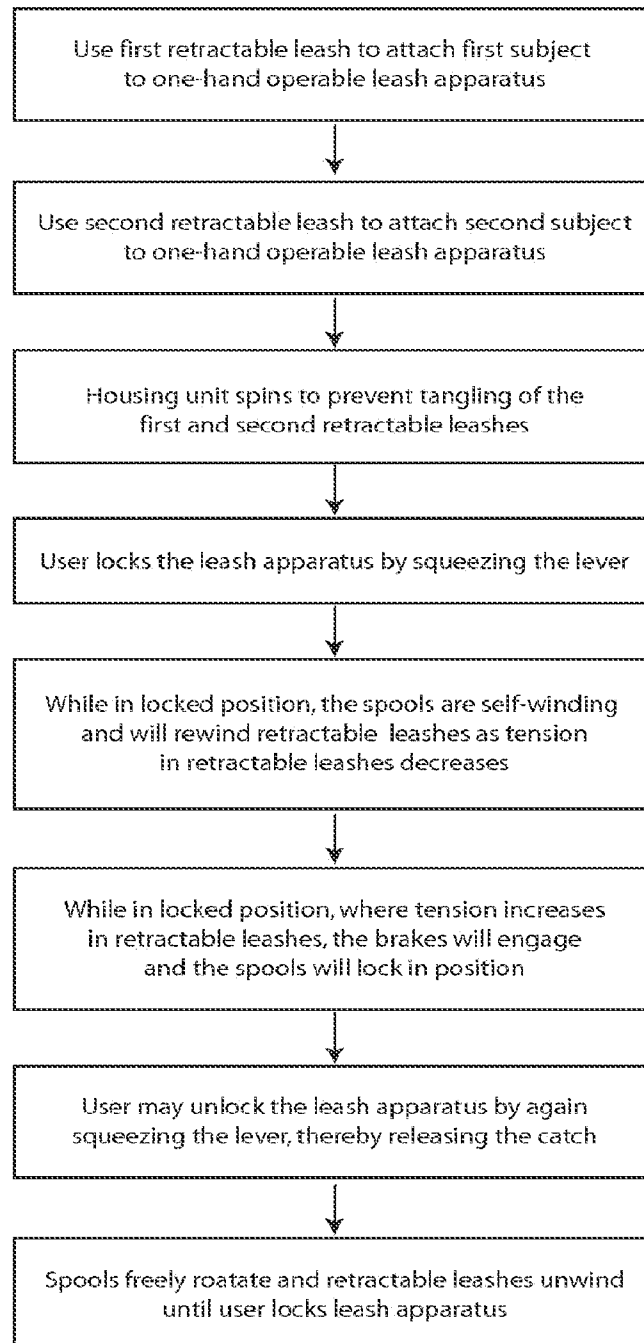 Use first retractable leash to attach first subject
to one-hand operable leash apparatus
Use second retractable leash to attach second subject
to one-hand operable leash apparatus
Housing unit spins to prevent tangling of the
first and second retractable leashes
User locks the leash apparatus by squeezing the lever
While in locked position, the spools are self-winding
and will rewind retractable leashes as tension
in retractable leashes decreases
While in locked position, where tension increases
in retractable leashes, the brakes will engage
and the spools will lock in position
User may unlock the leash apparatus by again
squeezing the lever, thereby releasing the catch
Spools freely roatate and retractable leashes unwind
until user locks leash apparatus